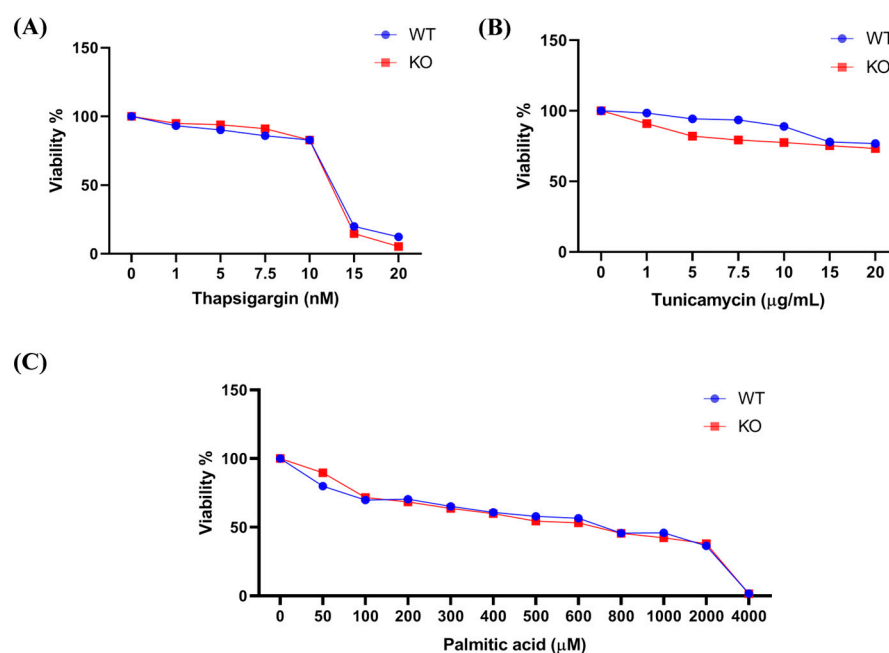 (A)
WT
KO
150
100
50
0
Viability %
0 1 5 7.5 10 15 20
Thapsigargin (nM)
(B)
WT
KO
150
100
50
0
Viability %
0 1 5 7.5 10 15 20
Tunicamycin (μg/mL)
(C)
WT
KO
150
100
50
0
Viability %
0 50 100 200 300 400 500 600 800 1000 2000 4000
Palmitic acid (μM)